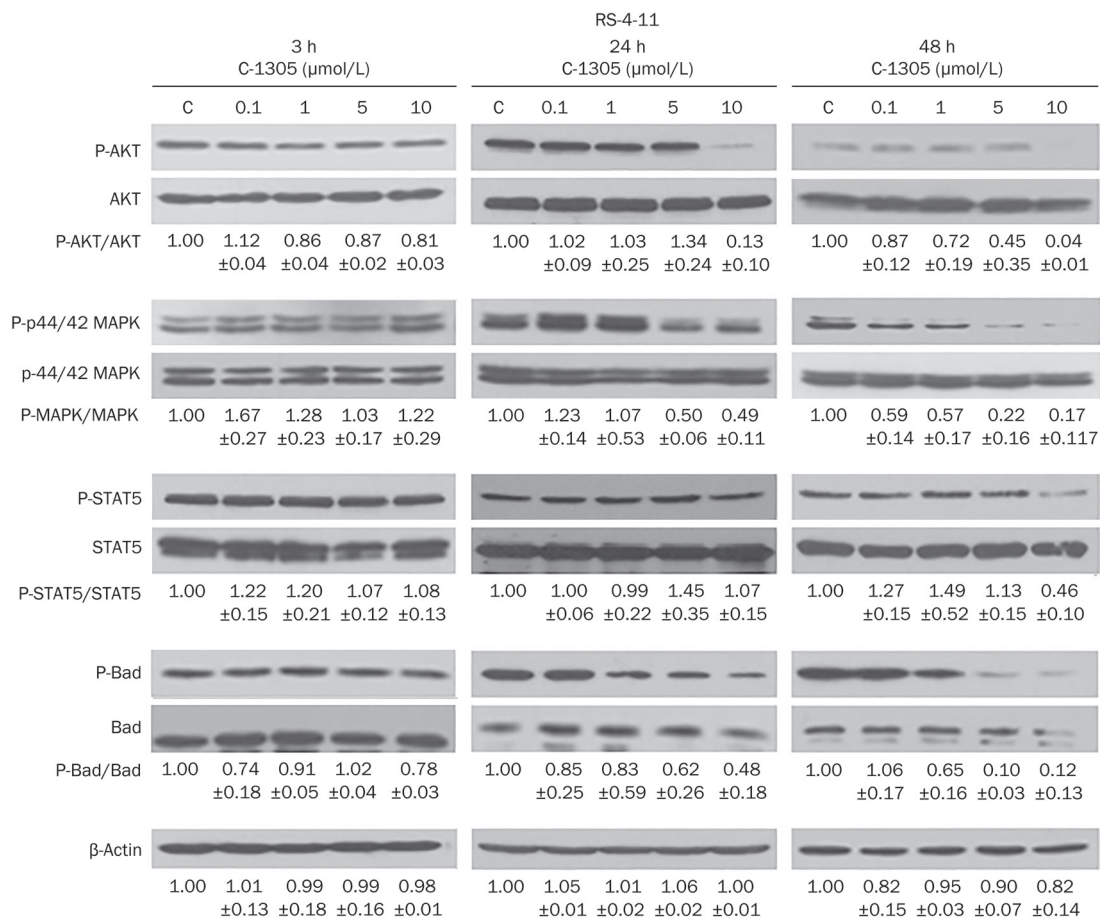 RS-4-11
3 h 24 h 48 h
C-1305 (µmol/L) C-1305 (µmol/L) C-1305 (µmol/L)
C 0.1 1 5 10 C 0.1 1 5 10 C 0.1 1 5 10
P-AKT
AKT
P-AKT/AKT 1.00 1.12 0.86 0.87 0.81 1.00 1.02 1.03 1.34 0.13 1.00 0.87 0.72 0.45 0.04
±0.04 ±0.04 ±0.02 ±0.03 ±0.09 ±0.25 ±0.24 ±0.10 ±0.12 ±0.19 ±0.35 ±0.01
P-p44/42 MAPK
p-44/42 MAPK
P-MAPK/MAPK 1.00 1.67 1.28 1.03 1.22 1.00 1.23 1.07 0.50 0.49 1.00 0.59 0.57 0.22 0.17
±0.27 ±0.23 ±0.17 ±0.29 ±0.14 ±0.53 ±0.06 ±0.11 ±0.14 ±0.17 ±0.16 ±0.117
P-STAT5
STAT5
P-STAT5/STAT5 1.00 1.22 1.20 1.07 1.08 1.00 1.00 0.99 1.45 1.07 1.00 1.27 1.49 1.13 0.46
±0.15 ±0.21 ±0.12 ±0.13 ±0.06 ±0.22 ±0.35 ±0.15 ±0.15 ±0.52 ±0.15 ±0.10
P-Bad
Bad
P-Bad/Bad 1.00 0.74 0.91 1.02 0.78 1.00 0.85 0.83 0.62 0.48 1.00 1.06 0.65 0.10 0.12
±0.18 ±0.05 ±0.04 ±0.03 ±0.25 ±0.59 ±0.26 ±0.18 ±0.17 ±0.16 ±0.03 ±0.13
β-Actin
1.00 1.01 0.99 0.99 0.98 1.00 1.05 1.01 1.06 1.00 1.00 0.82 0.95 0.90 0.82
±0.13 ±0.18 ±0.16 ±0.01 ±0.01 ±0.02 ±0.02 ±0.01 ±0.15 ±0.03 ±0.07 ±0.14